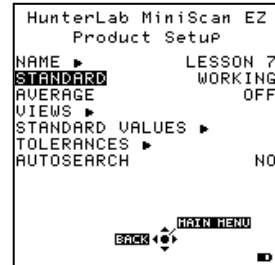 HunterLab MiniScan EZ
Product Setup
NAME ► LESSON 7
STANDARD WORKING
AVERAGE OFF
VIEWS ►
STANDARD VALUES ►
TOLERANCES ►
AUTOSEARCH NO
MAIN MENU
BACK